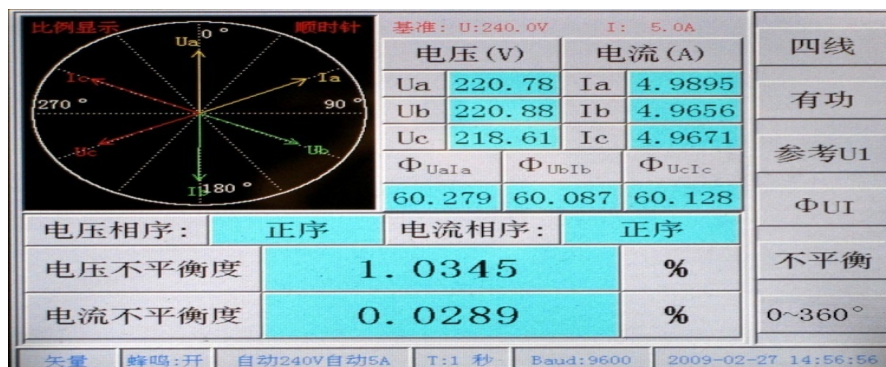 比例显示 顺时针 基准: U:240.0V I: 5.0A
Ua 0° 电压(V) 电流(A) 四线
Ic Ia Ua 220.78 Ia 4.9895
270° 90° Ub 220.88 Ib 4.9656 有功
Uc Ub Uc 218.61 Ic 4.9671
Ib 180° ΦUaIa ΦUbIb ΦUcIc 参考U1
60.279 60.087 60.128 ΦUI
电压相序: 正序 电流相序: 正序
电压不平衡度 1.0345 % 不平衡
电流不平衡度 0.0289 % 0~360°
矢量 蜂鸣:开 自动240V自动5A T:1 秒 Baud:9600 2009-02-27 14:56:56